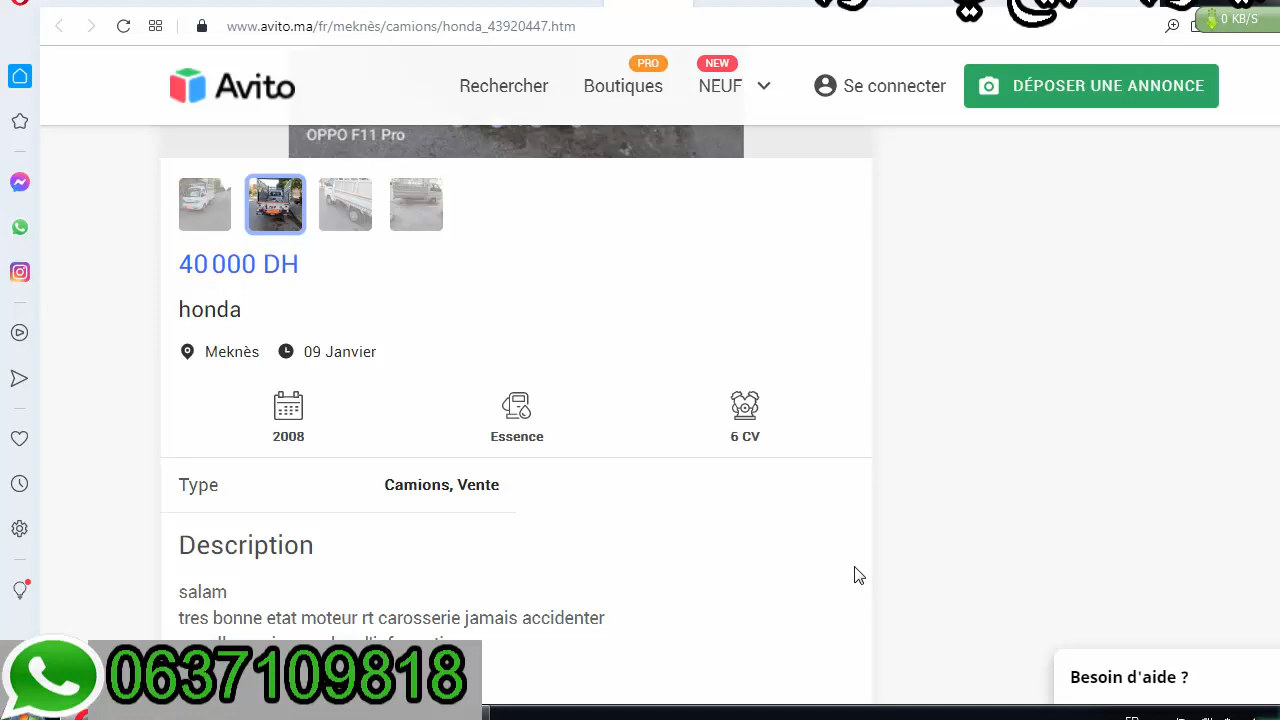 www.avito.ma/fr/meknès/camions/honda_43920447.htm
0 KB/S
Avito
Rechercher
PRO
Boutiques
NEW
NEUF
Se connecter
DÉPOSER UNE ANNONCE
OPPO F11 Pro
40 000 DH
honda
Meknès
09 Janvier
2008
Essence
6 CV
Type
Camions, Vente
Description
salam
tres bonne etat moteur rt carosserie jamais accidenter
0637109818
Besoin d'aide ?